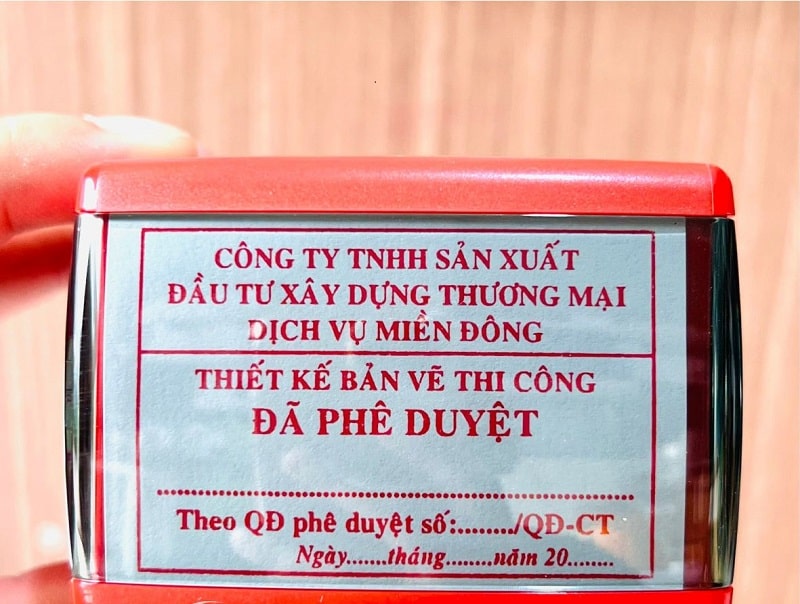 CÔNG TY TNHH SẢN XUẤT
ĐẦU TƯ XÂY DỰNG THƯƠNG MẠI
DỊCH VỤ MIỀN ĐÔNG
THIẾT KẾ BẢN VẼ THI CÔNG
ĐÃ PHÊ DUYỆT
................................................................................
Theo QĐ phê duyệt số:........./QĐ-CT
Ngày.......tháng.........năm 20........